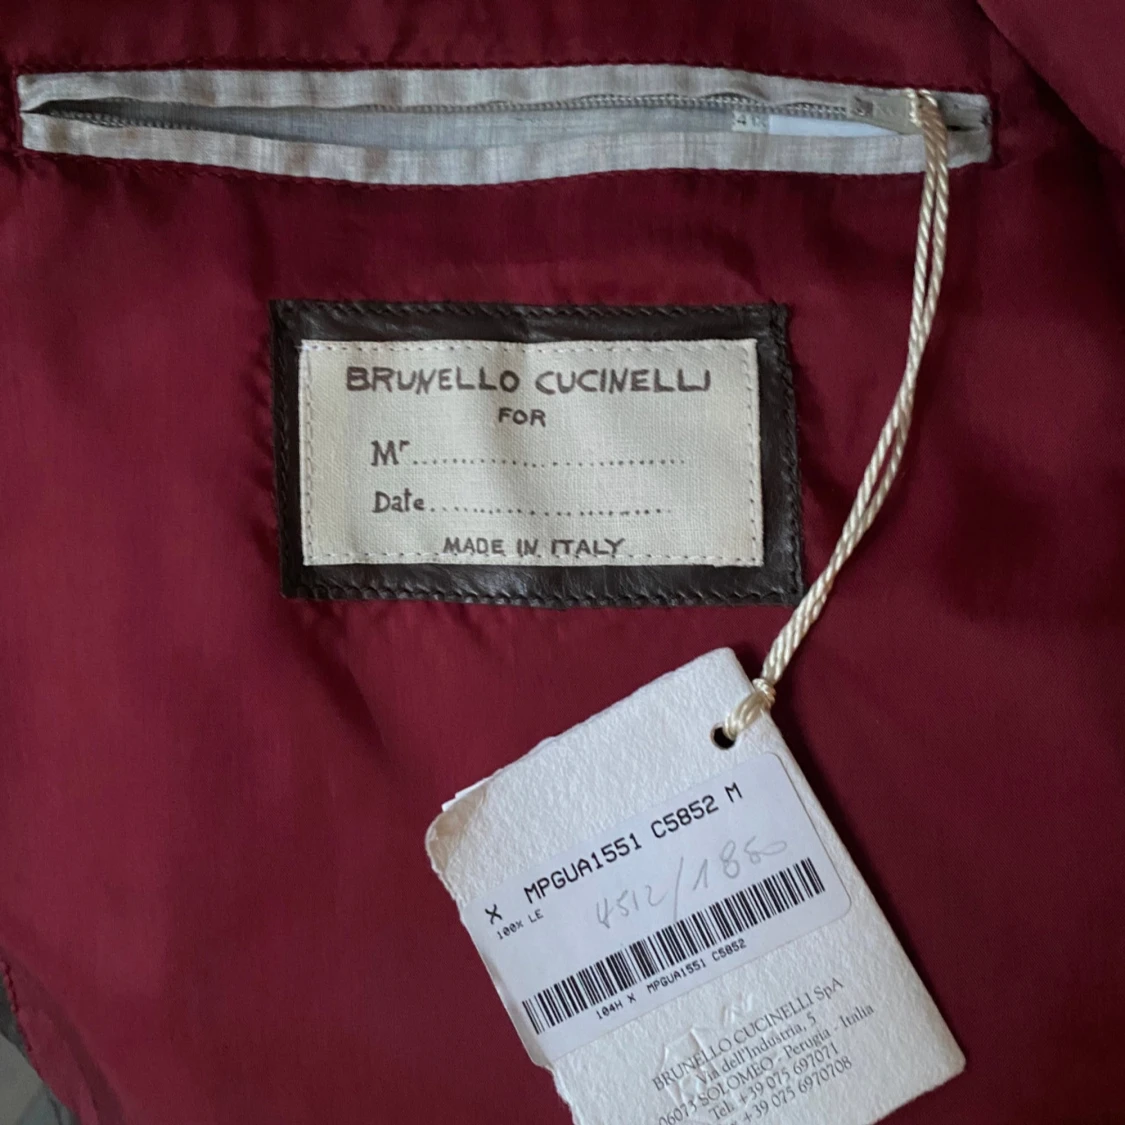 BRUNELLO CUCINELLI
FOR
Mr....................
Date....................
MADE IN ITALY
X MPGUA1551 C5852 M
100% LE
4512/1850
104H X MPGUA1551 C5852
BRUNELLO CUCINELLI SpA
Via dell'Industria, 5
06073 SOLOMEO - Perugia - Italia
Tel. +39 075 697071
+39 075 6970708